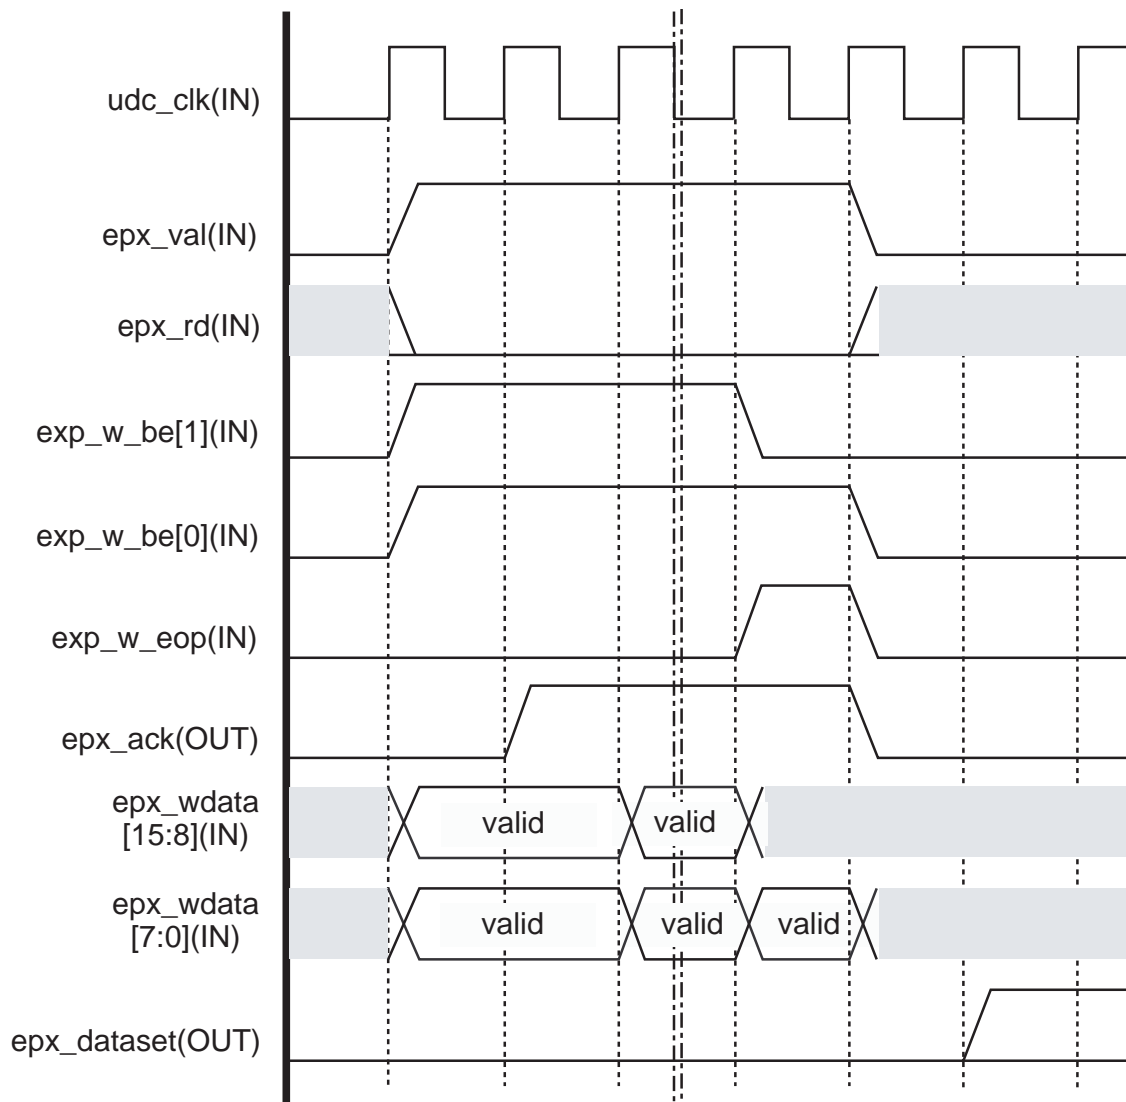 udc_clk(IN)
epx_val(IN)
epx_rd(IN)
exp_w_be[1](IN)
exp_w_be[0](IN)
exp_w_eop(IN)
epx_ack(OUT)
epx_wdata
[15:8](IN)
valid valid
epx_wdata
[7:0](IN)
valid valid valid
epx_dataset(OUT)